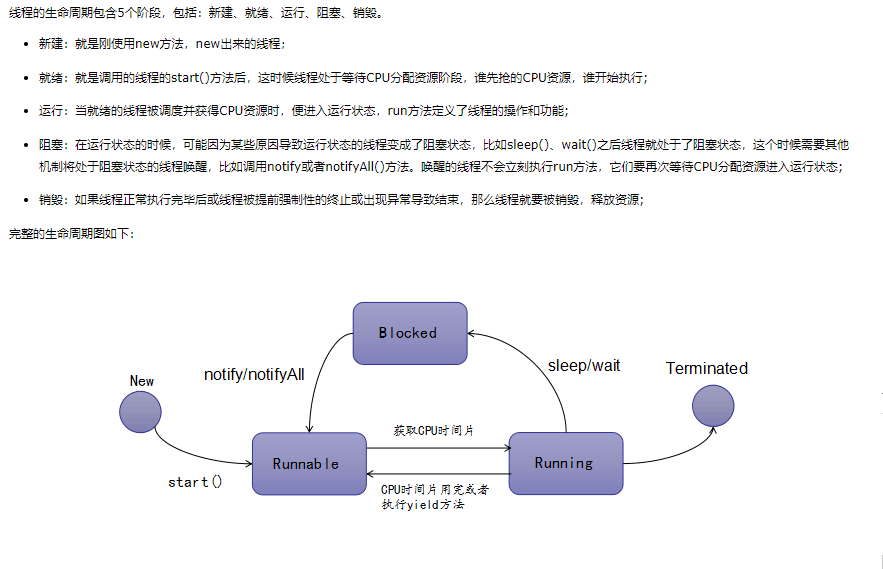 线程的生命周期包含5个阶段，包括：新建、就绪、运行、阻塞、销毁。
新建：就是刚使用new方法，new出来的线程；
就绪：就是调用的线程的start()方法后，这时候线程处于等待CPU分配资源阶段，谁先抢的CPU资源，谁开始执行；
运行：当就绪的线程被调度并获得CPU资源时，便进入运行状态，run方法定义了线程的操作和功能；
阻塞：在运行状态的时候，可能因为某些原因导致运行状态的线程变成了阻塞状态，比如sleep()、wait()之后线程就处于了阻塞状态，这个时候需要其他
机制将处于阻塞状态的线程唤醒，比如调用notify或者notifyAll()方法。唤醒的线程不会立刻执行run方法，它们要再次等待CPU分配资源进入运行状态；
销毁：如果线程正常执行完毕后或线程被提前强制性的终止或出现异常导致结束，那么线程就要被销毁，释放资源；
完整的生命周期图如下：
Blocked
sleep/wait
Terminated
notify/notifyAll
New
获取CPU时间片
Runnable
Running
start()
CPU时间片用完或者
执行yield方法